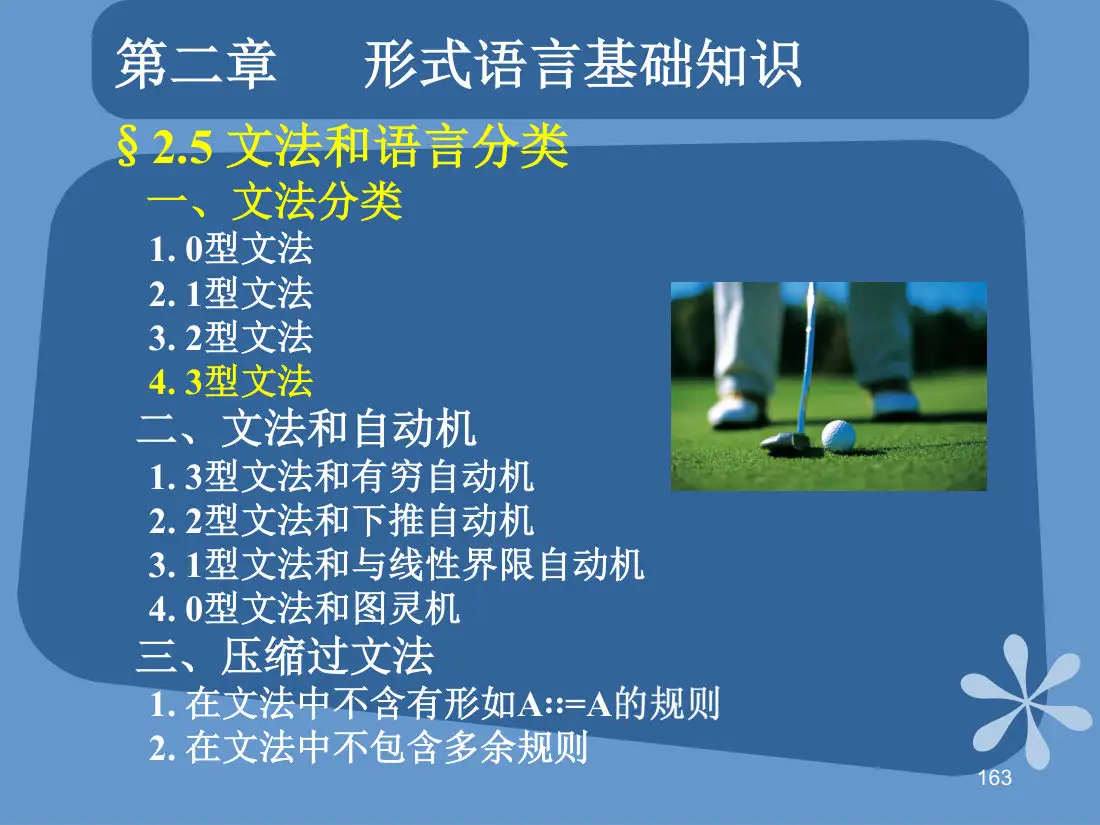 第二章 形式语言基础知识
§2.5 文法和语言分类
一、文法分类
1. 0型文法
2. 1型文法
3. 2型文法
4. 3型文法
二、文法和自动机
1. 3型文法和有穷自动机
2. 2型文法和下推自动机
3. 1型文法和与线性界限自动机
4. 0型文法和图灵机
三、压缩过文法
1. 在文法中不含有形如A::=A的规则
2. 在文法中不包含多余规则
163